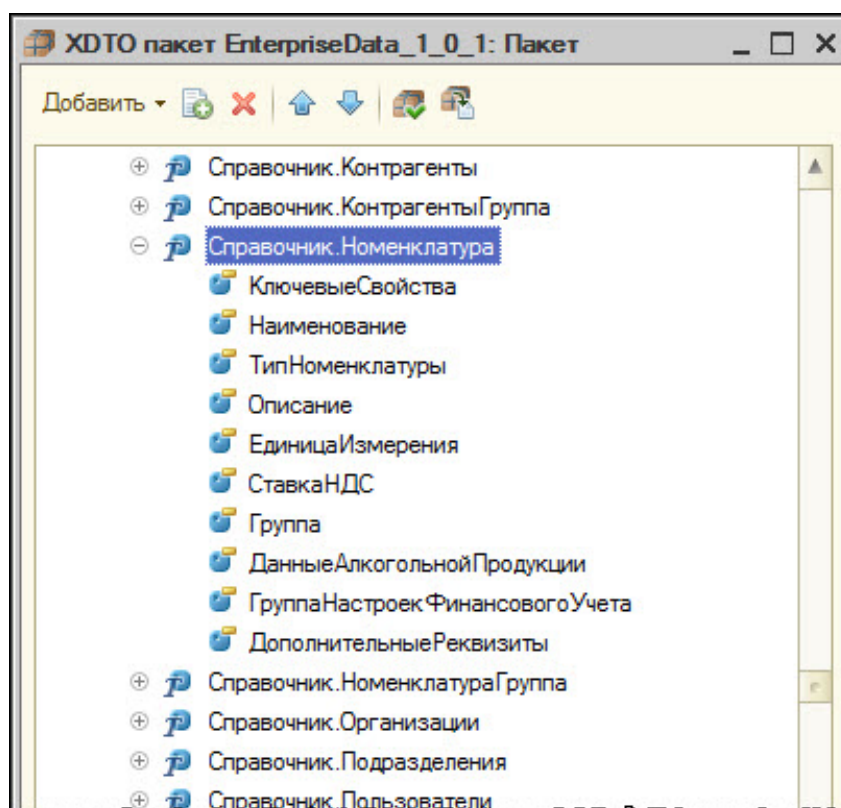 XDTO пакет EnterpriseData_1_0_1: Пакет
Добавить
Справочник.Контрагенты
Справочник.КонтрагентыГруппа
Справочник.Номенклатура
КлючевыеСвойства
Наименование
ТипНоменклатуры
Описание
ЕдиницаИзмерения
СтавкаНДС
Группа
ДанныеАлкогольнойПродукции
ГруппаНастроекФинансовогоУчета
ДополнительныеРеквизиты
Справочник.НоменклатураГруппа
Справочник.Организации
Справочник.Подразделения
Справочник.Пользователи